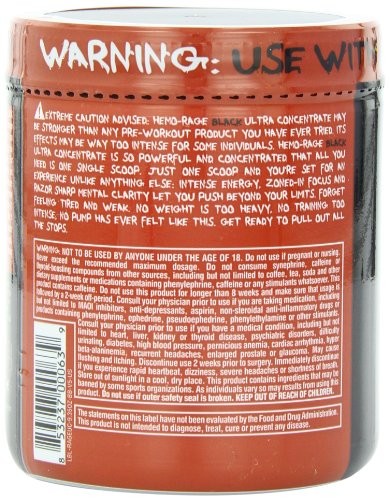 WARNING: USE WIT
EXTREME CAUTION ADVISED: HEMO-RAGE BLACK ULTRA CONCENTRATE MAY
BE STRONGER THAN ANY PRE-WORKOUT PRODUCT YOU HAVE EVER TRIED. ITS
EFFECTS MAY BE WAY TOO INTENSE FOR SOME INDIVIDUALS. HEMO-RAGE BLACK
ULTRA CONCENTRATE IS SO POWERFUL AND CONCENTRATED THAT ALL YOU
NEED IS ONE SINGLE SCOOP. JUST ONE SCOOP AND YOU'RE SET FOR AN
EXPERIENCE UNLIKE ANYTHING ELSE: INTENSE ENERGY, ZONED-IN FOCUS AND
RAZOR SHARP MENTAL CLARITY LET YOU PUSH BEYOND YOUR LIMITS. FORGET
FEELING TIRED AND WEAK. NO WEIGHT IS TOO HEAVY, NO TRAINING TOO
INTENSE, NO PUMP HAS EVER FELT LIKE THIS. GET READY TO PULL OUT ALL
THE STOPS.
WARNING: NOT TO BE USED BY ANYONE UNDER THE AGE OF 18. Do not use if pregnant or nursing.
Never exceed the recommended maximum dosage. Do not consume synephrine, caffeine or
thyroid-boosting compounds from other sources, including but not limited to coffee, tea, soda and other
dietary supplements or medications containing phenylephrine, caffeine or any stimulants whatsoever. This
product contains caffeine. Do not use this product for longer than 8 weeks and make sure that usage is
followed by a 2-week off-period. Consult your physician prior to use if you are taking medication, including
but not limited to MAOI inhibitors, anti-depressants, aspirin, non-steroidal anti-inflammatory drugs or
products containing phenylephrine, ephedrine, pseudoephedrine, phenylethylamine or other stimulants.
Consult your physician prior to use if you have a medical condition, including but not
limited to heart, liver, kidney or thyroid disease, psychiatric disorders, difficulty
urinating, diabetes, high blood pressure, pernicious anemia, cardiac arrhythmia, hyper
beta-alaninemia, recurrent headaches, enlarged prostate or glaucoma. May cause
flushing and itching. Discontinue use 2 weeks prior to surgery. Immediately discontinue
if you experience rapid heartbeat, dizziness, severe headaches or shortness of breath.
Store out of sunlight in a cool, dry place. This product contains ingredients that may be
banned by some sports organizations. As individuals vary so may results from using this
product. Do not use if outer safety seal is broken. KEEP OUT OF REACH OF CHILDREN.
The statements on this label have not been evaluated by the Food and Drug Administration.
This product is not intended to diagnose, treat, cure or prevent any disease.